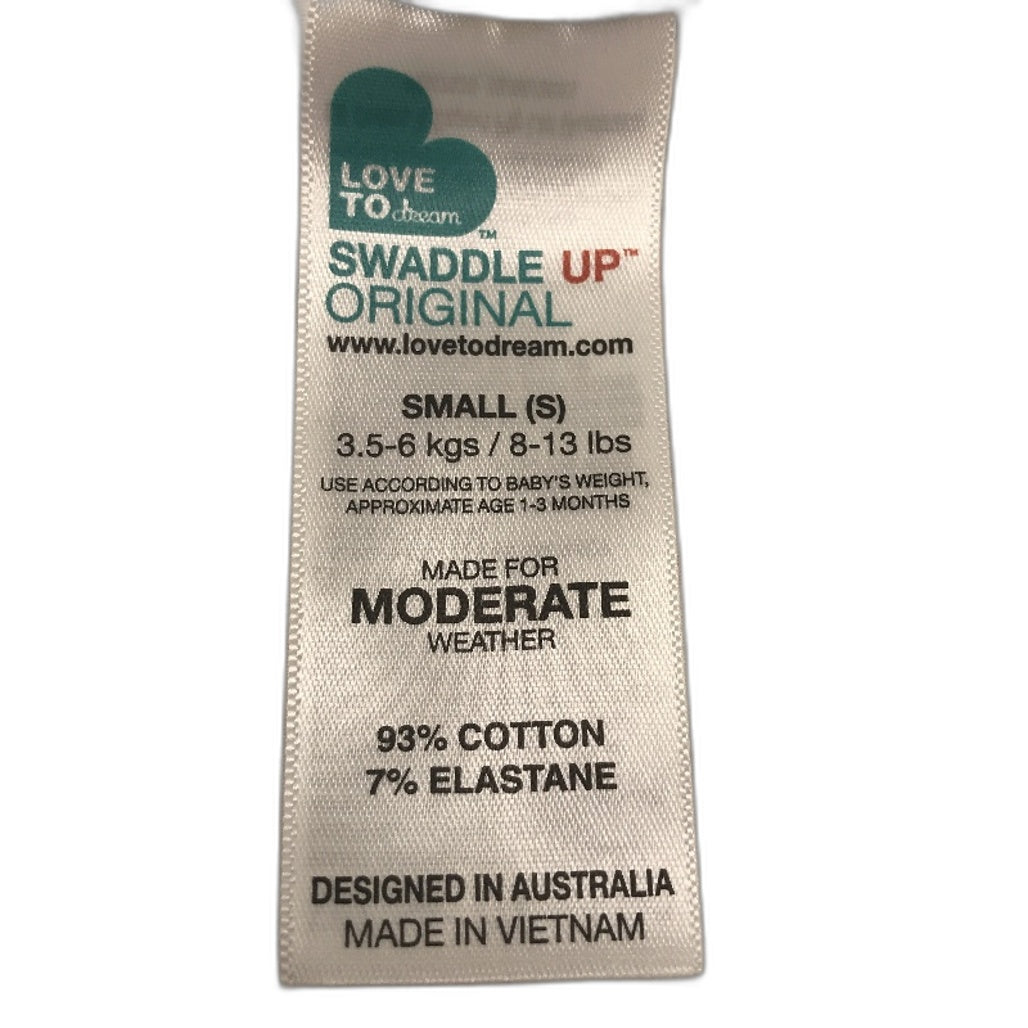 LOVE
TO dream™
SWADDLE UP™
ORIGINAL
www.lovetodream.com
SMALL (S)
3.5-6 kgs / 8-13 lbs
USE ACCORDING TO BABY'S WEIGHT,
APPROXIMATE AGE 1-3 MONTHS
MADE FOR
MODERATE
WEATHER
93% COTTON
7% ELASTANE
DESIGNED IN AUSTRALIA
MADE IN VIETNAM